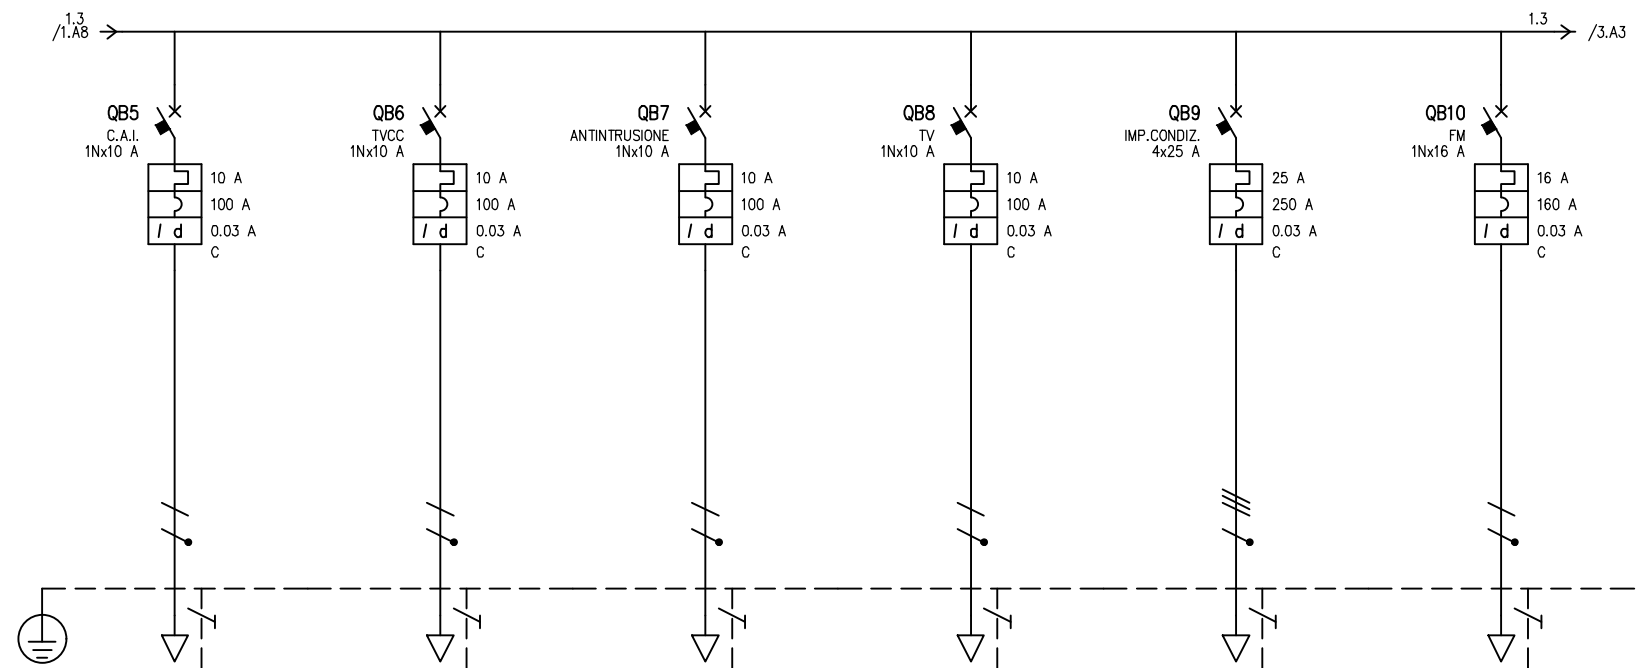 1.3
/1.A8
1.3
/3.A3
QB5
C.A.I.
1Nx10 A
10 A
100 A
I d
0.03 A
C
QB6
TVCC
1Nx10 A
10 A
100 A
I d
0.03 A
C
QB7
ANTINTRUSIONE
1Nx10 A
10 A
100 A
I d
0.03 A
C
QB8
TV
1Nx10 A
10 A
100 A
I d
0.03 A
C
QB9
IMP.CONDIZ.
4x25 A
25 A
250 A
I d
0.03 A
C
QB10
FM
1Nx16 A
16 A
160 A
I d
0.03 A
C